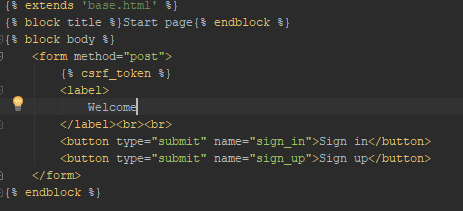 {% extends 'base.html' %}
{% block title %}Start page{% endblock %}
{% block body %}
<form method="post">
{% csrf_token %}
<label>
Welcome
</label><br><br>
<button type="submit" name="sign_in">Sign in</button>
<button type="submit" name="sign_up">Sign up</button>
</form>
{% endblock %}